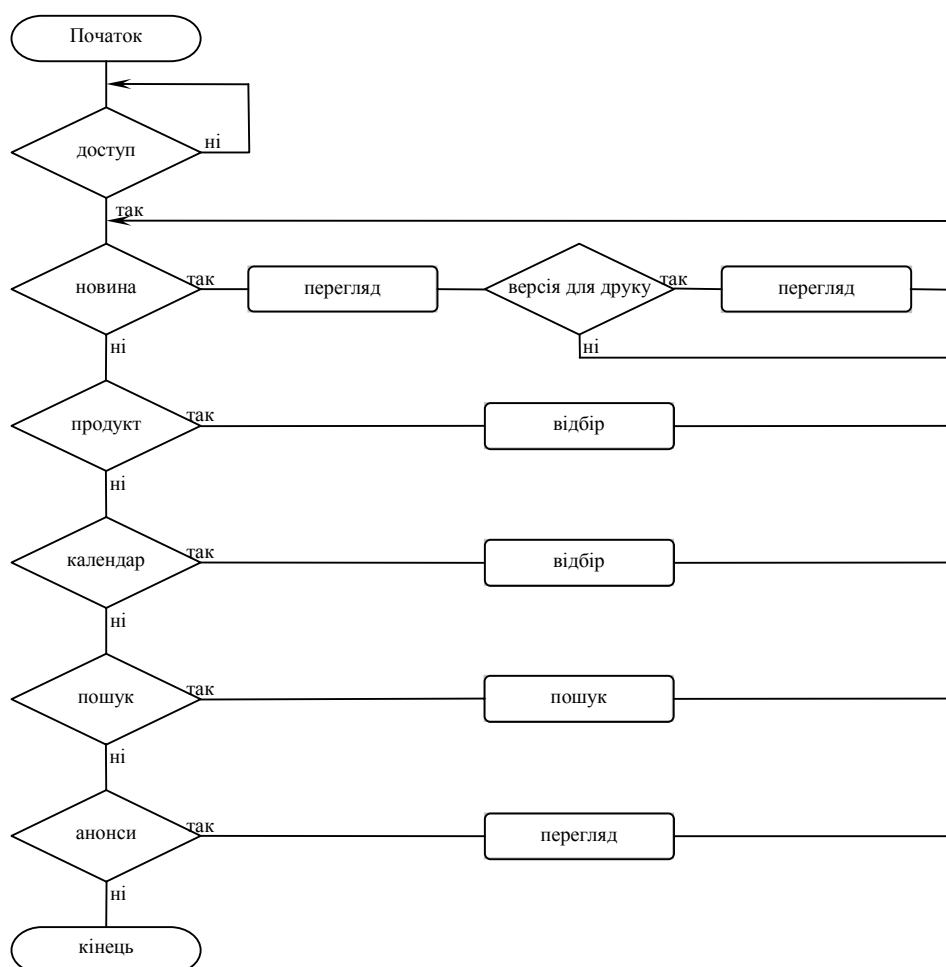 Початок
доступ
ні
так
новина
так
перегляд
версія для друку
так
перегляд
ні
ні
продукт
так
відбір
ні
календар
так
відбір
ні
пошук
так
пошук
ні
анонси
так
перегляд
ні
кінець